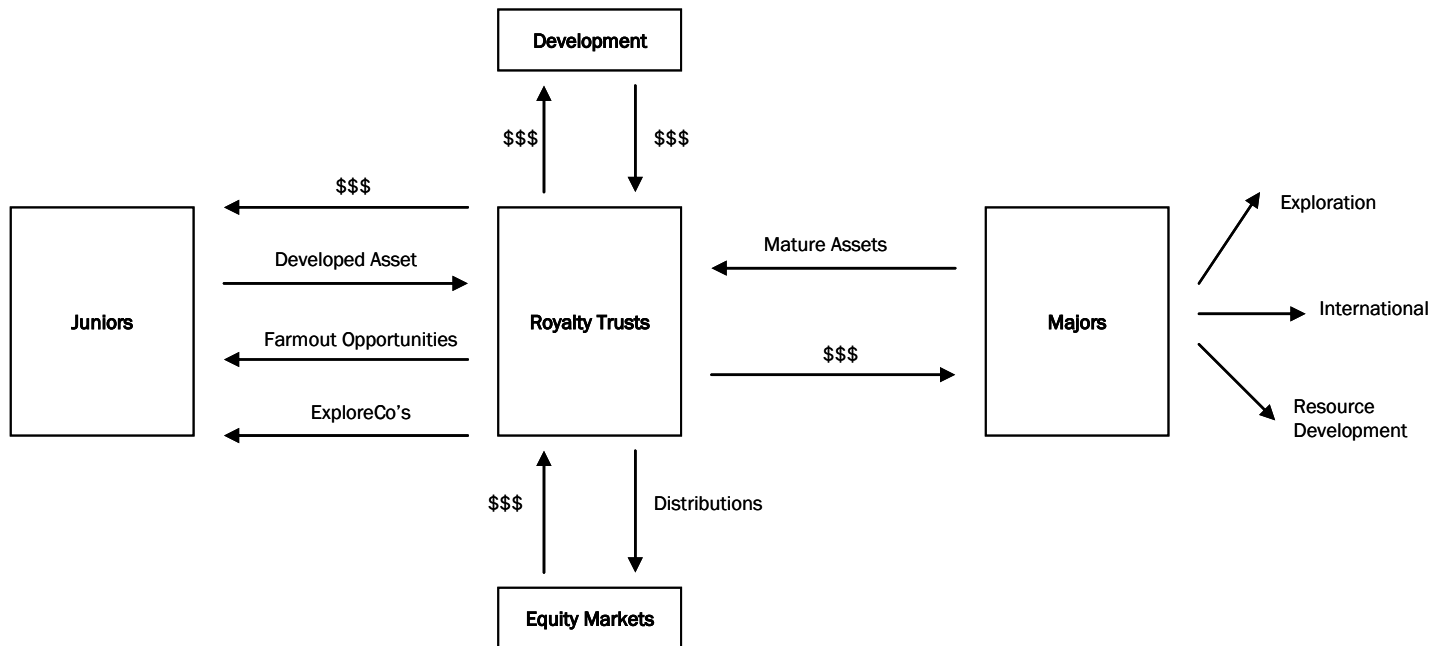 Development
$$$
$$$
$$$
Developed Asset
Juniors
Farmout Opportunities
ExploreCo’s
Royalty Trusts
Mature Assets
$$$
Majors
Exploration
International
Resource
Development
$$$
Distributions
Equity Markets